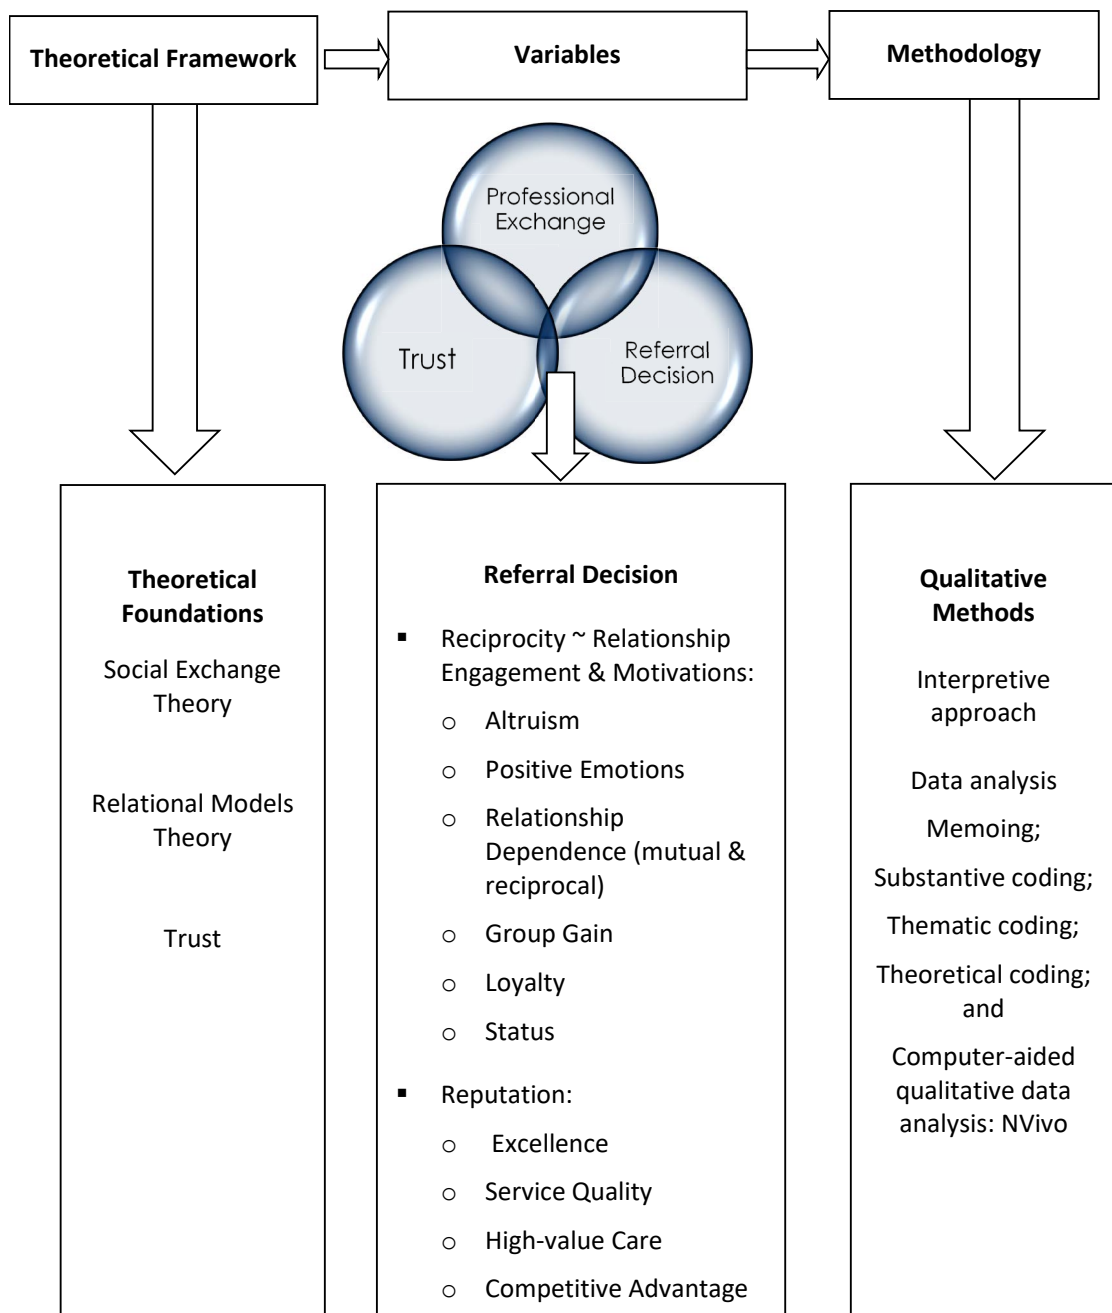 Theoretical Framework
Variables
Methodology
Professional
Exchange
Trust
Referral
Decision
Theoretical
Foundations
Social Exchange
Theory
Relational Models
Theory
Trust
Referral Decision
▪ Reciprocity ~ Relationship
Engagement & Motivations:
o Altruism
o Positive Emotions
o Relationship
Dependence (mutual &
reciprocal)
o Group Gain
o Loyalty
o Status
▪ Reputation:
o Excellence
o Service Quality
o High-value Care
o Competitive Advantage
Qualitative
Methods
Interpretive
approach
Data analysis
Memoing;
Substantive coding;
Thematic coding;
Theoretical coding;
and
Computer-aided
qualitative data
analysis: NVivo